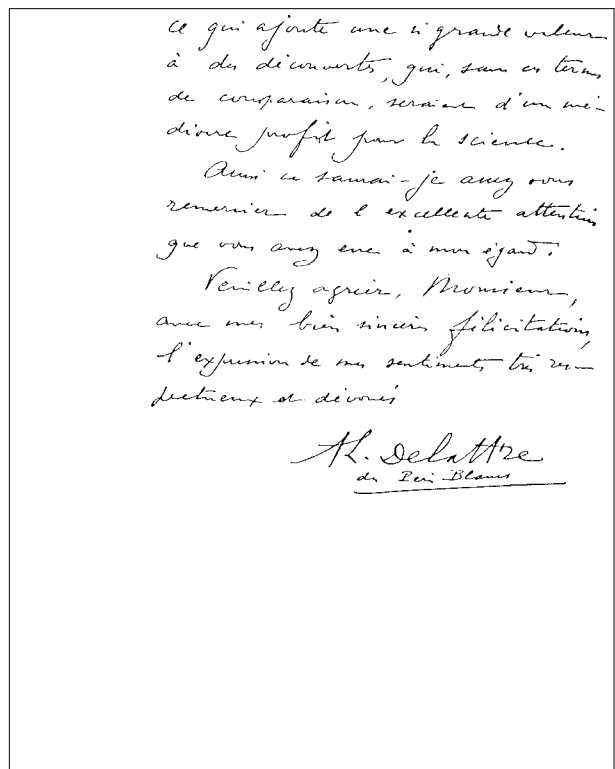 ce qui ajoute une si grande valeur
à des découvertes, qui, sans ces termes
de comparaison, seraient d'un mé-
diocre profit pour la science.
Aussi ne saurai-je assez vous
remercier de l'excellente attention
que vous avez eue à mon égard.
Veuillez agréer, Monsieur,
avec mes bien sincères félicitations,
l'expression de mes sentiments très res-
pectueux et dévoués
AL. Delattre
des Pères Blancs